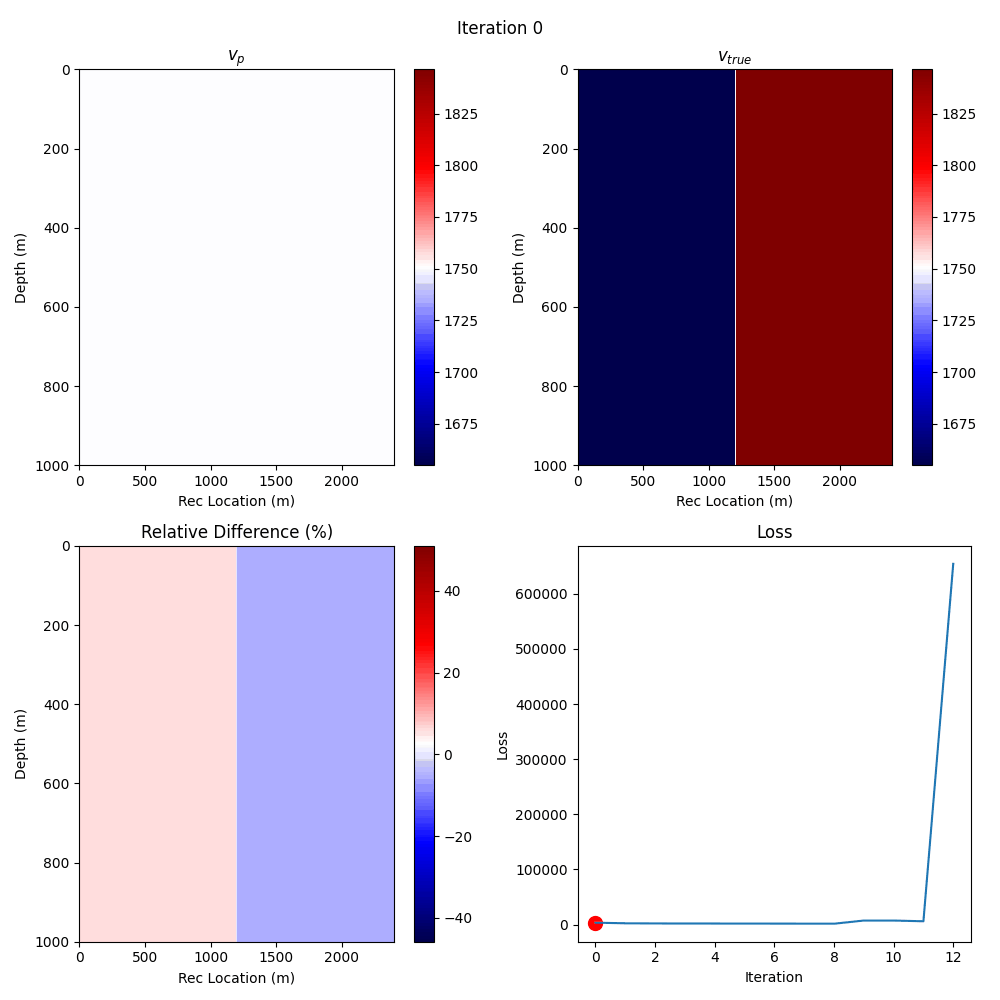 Iteration 0
v_p
0
200
400
600
800
1000
Depth (m)
0 500 1000 1500 2000
Rec Location (m)
1825
1800
1775
1750
1725
1700
1675
v_true
0
200
400
600
800
1000
Depth (m)
0 500 1000 1500 2000
Rec Location (m)
1825
1800
1775
1750
1725
1700
1675
Relative Difference (%)
0
200
400
600
800
1000
Depth (m)
0 500 1000 1500 2000
Rec Location (m)
40
20
0
−20
−40
Loss
600000
500000
400000
300000
200000
100000
0
Loss
0 2 4 6 8 10 12
Iteration